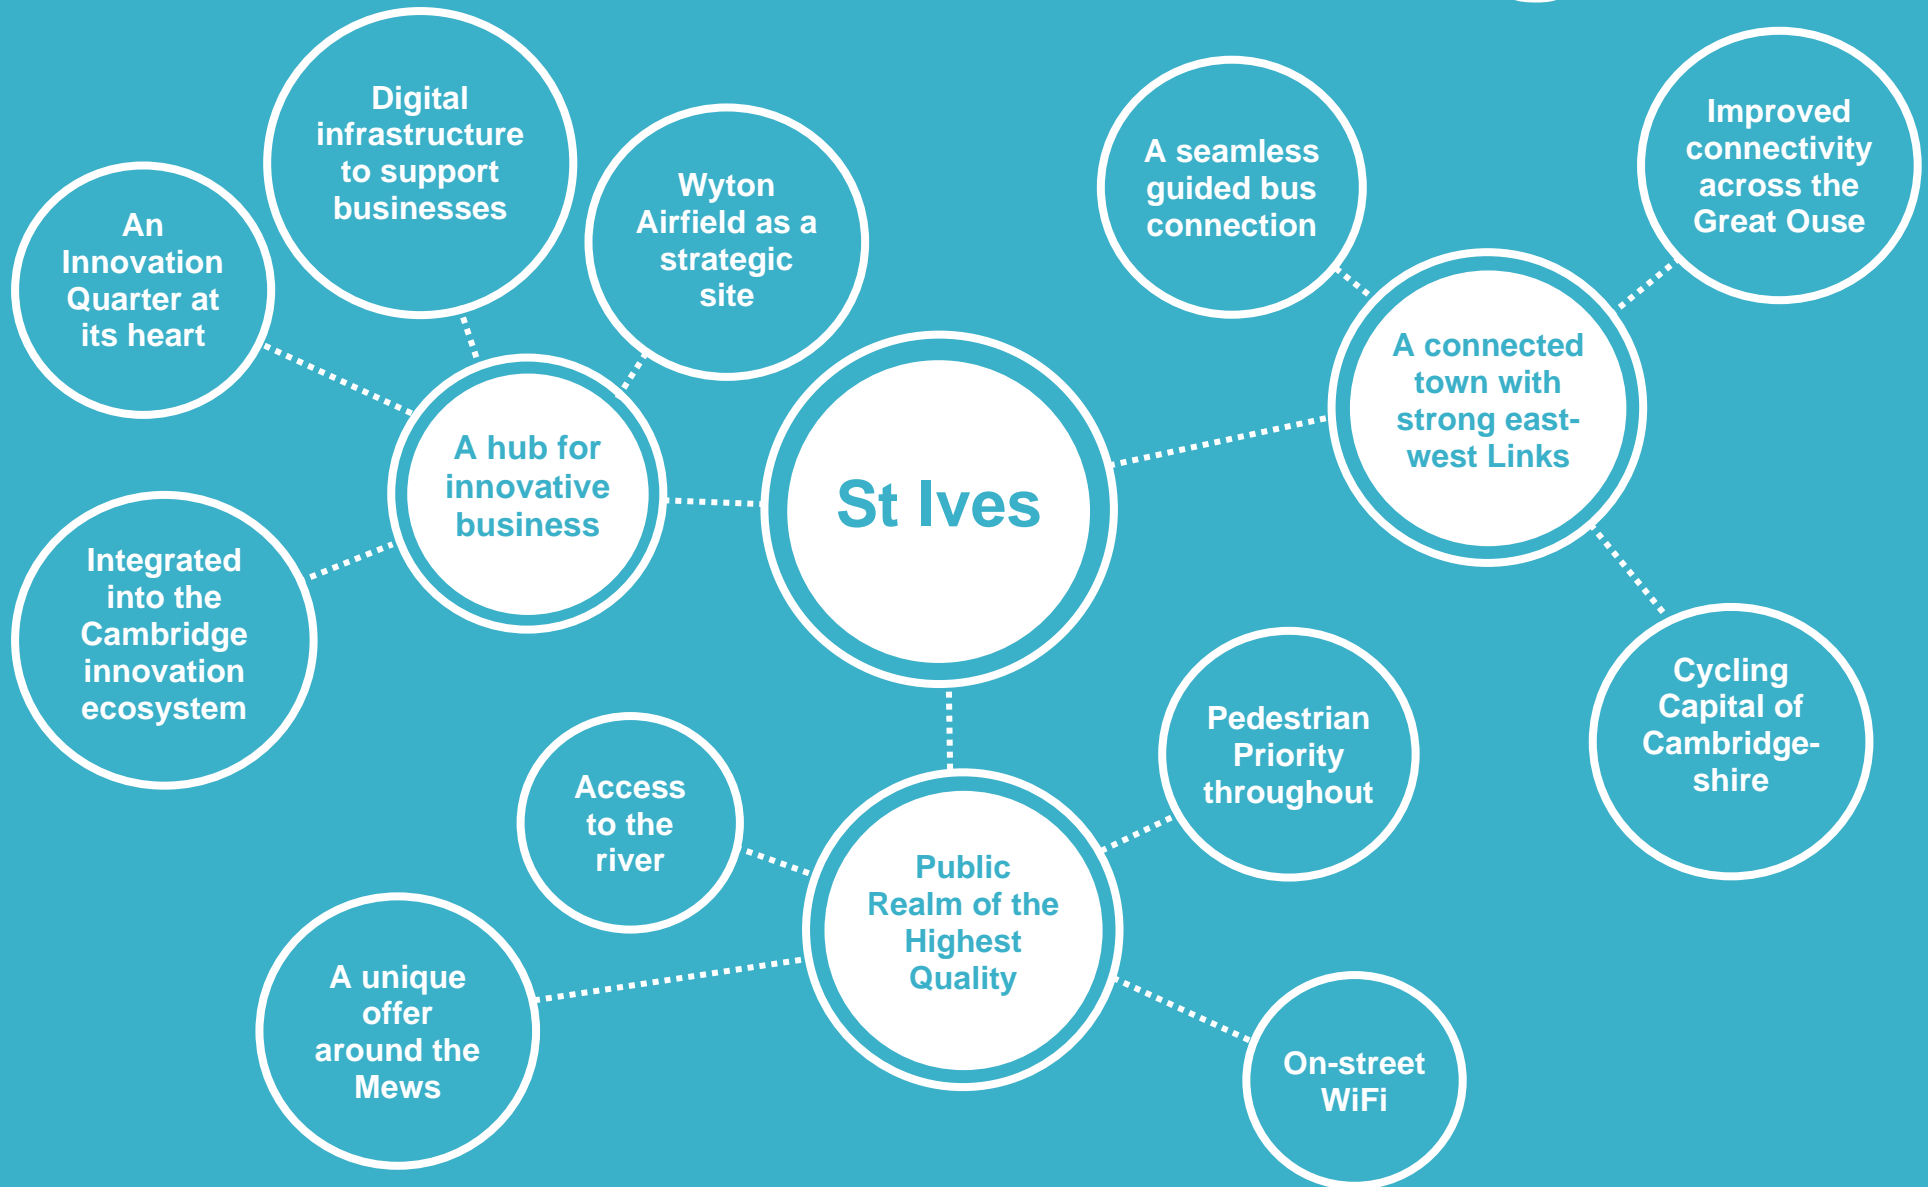 Digital
infrastructure
to support
businesses
An
Innovation
Quarter at
its heart
Wyton
Airfield as a
strategic
site
A hub for
innovative
business
Integrated
into the
Cambridge
innovation
ecosystem
St Ives
A seamless
guided bus
connection
Improved
connectivity
across the
Great Ouse
A connected
town with
strong east-
west Links
Cycling
Capital of
Cambridge-
shire
Pedestrian
Priority
throughout
Access
to the
river
Public
Realm of the
Highest
Quality
A unique
offer
around the
Mews
On-street
WiFi